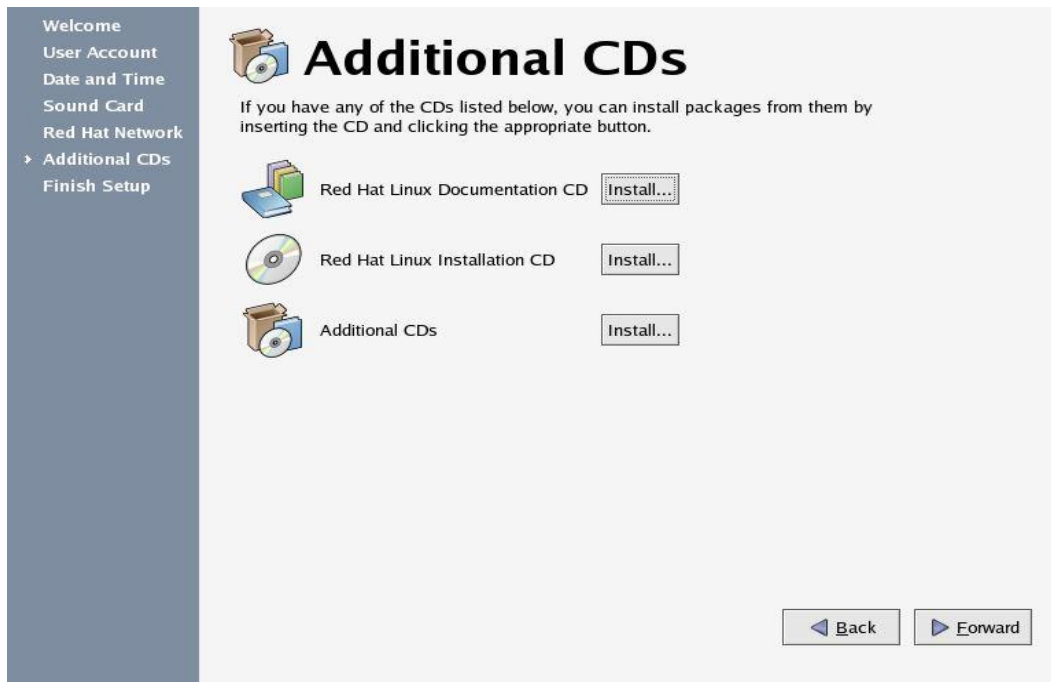 Welcome
User Account
Date and Time
Sound Card
Red Hat Network
Additional CDs
Finish Setup
Additional CDs
If you have any of the CDs listed below, you can install packages from them by
inserting the CD and clicking the appropriate button.
Red Hat Linux Documentation CD Install...
Red Hat Linux Installation CD Install...
Additional CDs Install...
Back Forward